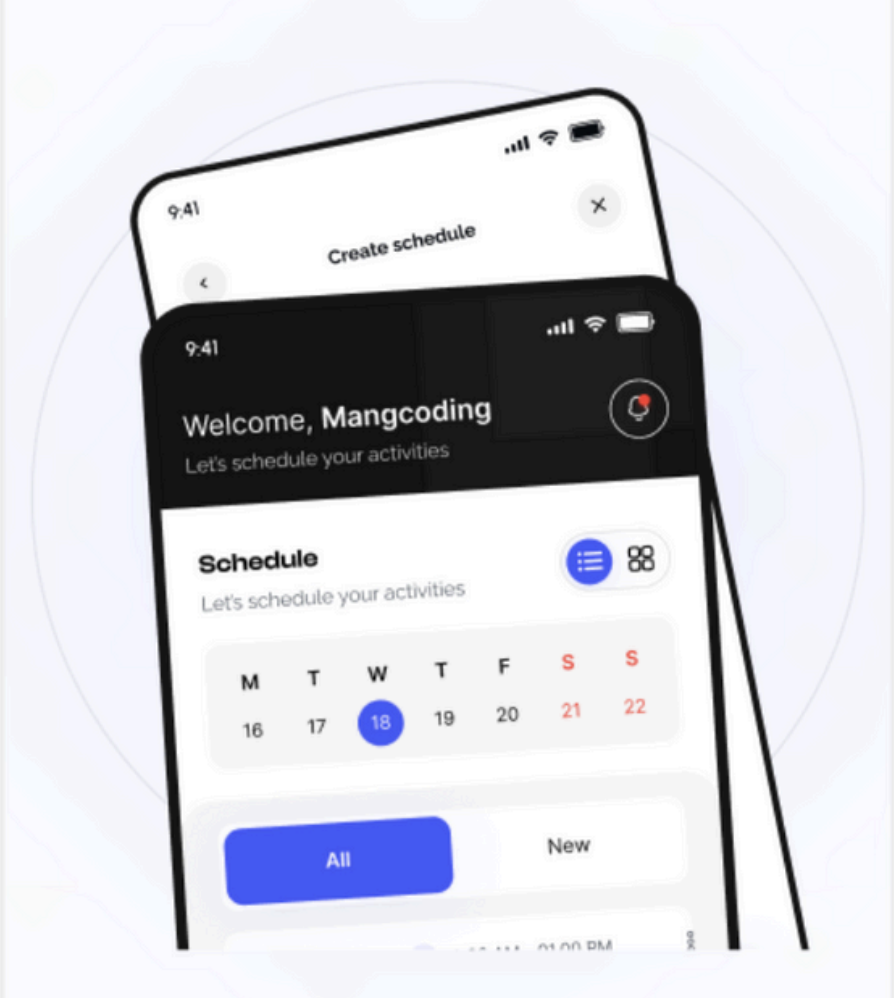 9:41
Create schedule
9:41
Welcome, Mangcoding
Let's schedule your activities
Schedule
Let's schedule your activities
M T W T F S S
16 17 18 19 20 21 22
All New
AM 01:00 PM